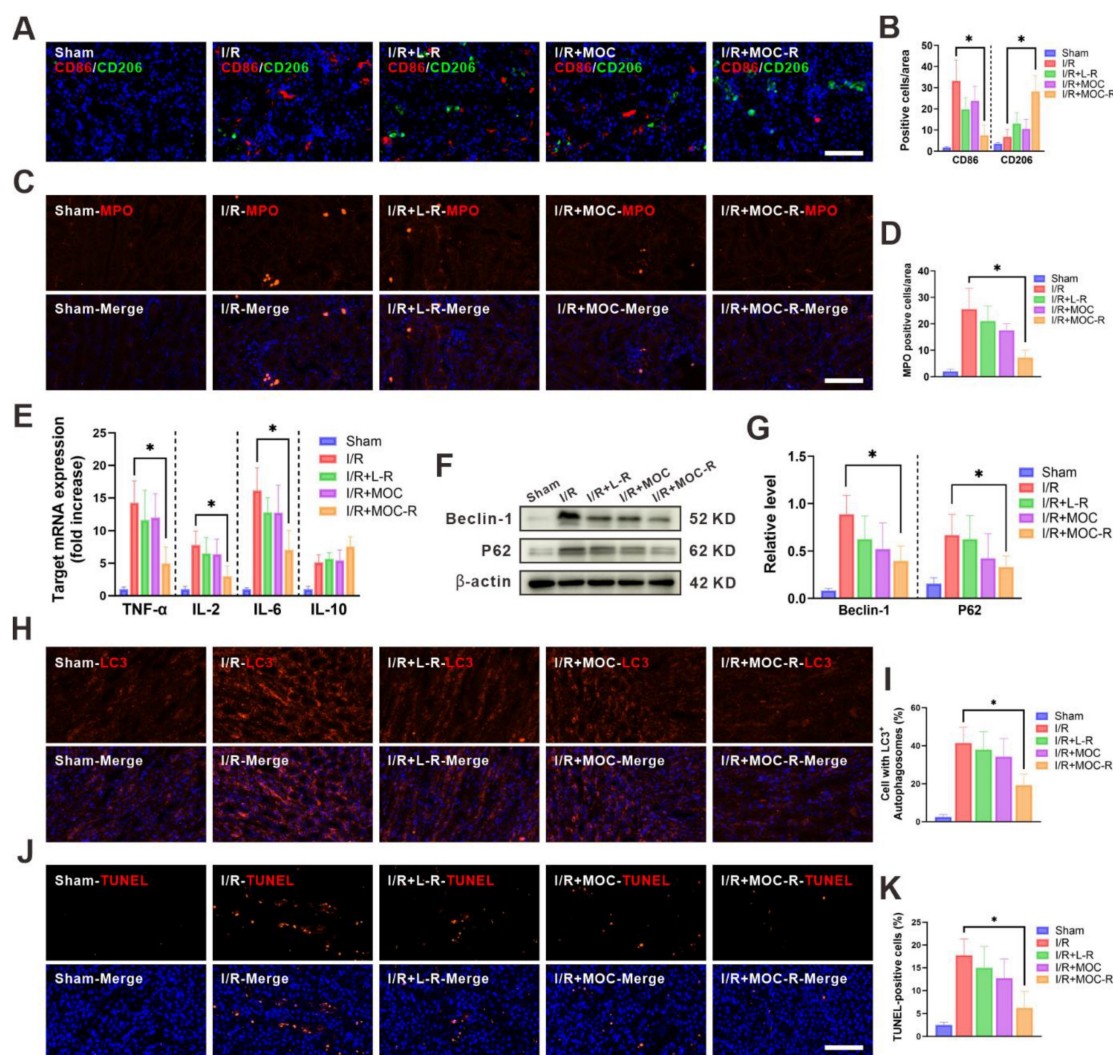 A
Sham
CD86/CD206
I/R
CD86/CD206
I/R+L-R
CD86/CD206
I/R+MOC
CD86/CD206
I/R+MOC-R
CD86/CD206
B
Positive cells/area
50
40
30
20
10
0
*
*
CD86
CD206
Sham
I/R
I/R+L-R
I/R+MOC
I/R+MOC-R
C
Sham-MPO
I/R-MPO
I/R+L-R-MPO
I/R+MOC-MPO
I/R+MOC-R-MPO
Sham-Merge
I/R-Merge
I/R+L-R-Merge
I/R+MOC-Merge
I/R+MOC-R-Merge
D
MPO positive cells/area
40
30
20
10
0
*
Sham
I/R
I/R+L-R
I/R+MOC
I/R+MOC-R
E
Target mRNA expression
(fold increase)
25
20
15
10
5
0
*
*
*
TNF-α
IL-2
IL-6
IL-10
Sham
I/R
I/R+L-R
I/R+MOC
I/R+MOC-R
F
Sham
I/R
I/R+L-R
I/R+MOC
I/R+MOC-R
Beclin-1
52 KD
P62
62 KD
β-actin
42 KD
G
Relative level
1.5
1.0
0.5
0.0
*
*
Beclin-1
P62
Sham
I/R
I/R+L-R
I/R+MOC
I/R+MOC-R
H
Sham-LC3
I/R-LC3
I/R+L-R-LC3
I/R+MOC-LC3
I/R+MOC-R-LC3
Sham-Merge
I/R-Merge
I/R+L-R-Merge
I/R+MOC-Merge
I/R+MOC-R-Merge
I
Cell with LC3+
Autophagosomes (%)
60
40
20
0
*
Sham
I/R
I/R+L-R
I/R+MOC
I/R+MOC-R
J
Sham-TUNEL
I/R-TUNEL
I/R+L-R-TUNEL
I/R+MOC-TUNEL
I/R+MOC-R-TUNEL
Sham-Merge
I/R-Merge
I/R+L-R-Merge
I/R+MOC-Merge
I/R+MOC-R-Merge
K
TUNEL-positive cells (%)
25
20
15
10
5
0
*
Sham
I/R
I/R+L-R
I/R+MOC
I/R+MOC-R